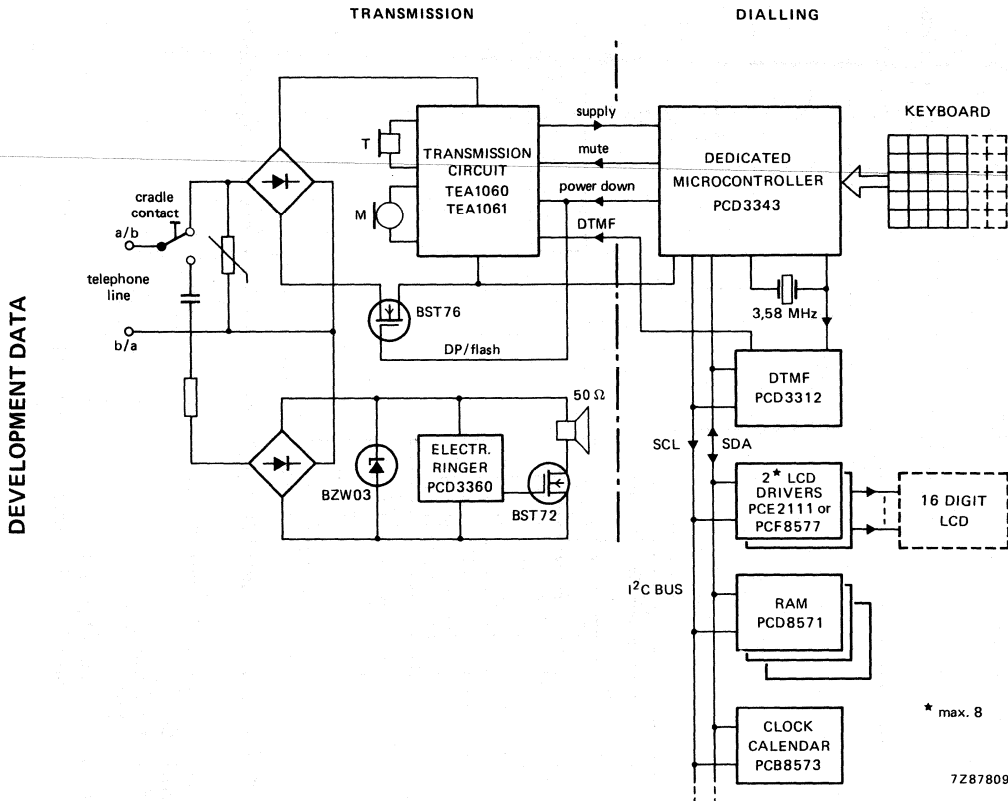 TRANSMISSION
DIALLING
DEVELOPMENT DATA
KEYBOARD
supply
mute
power down
DTMF
T
M
TRANSMISSION
CIRCUIT
TEA1060
TEA1061
DEDICATED
MICROCONTROLLER
PCD3343
cradle
contact
a/b
telephone
line
b/a
BST76
DP/flash
3,58 MHz
DTMF
PCD3312
50 Ω
SCL
SDA
ELECTR.
RINGER
PCD3360
BZW03
BST72
2* LCD
DRIVERS
PCE2111 or
PCF8577
16 DIGIT
LCD
I²C BUS
RAM
PCD8571
* max. 8
CLOCK
CALENDAR
PCB8573
7Z87809